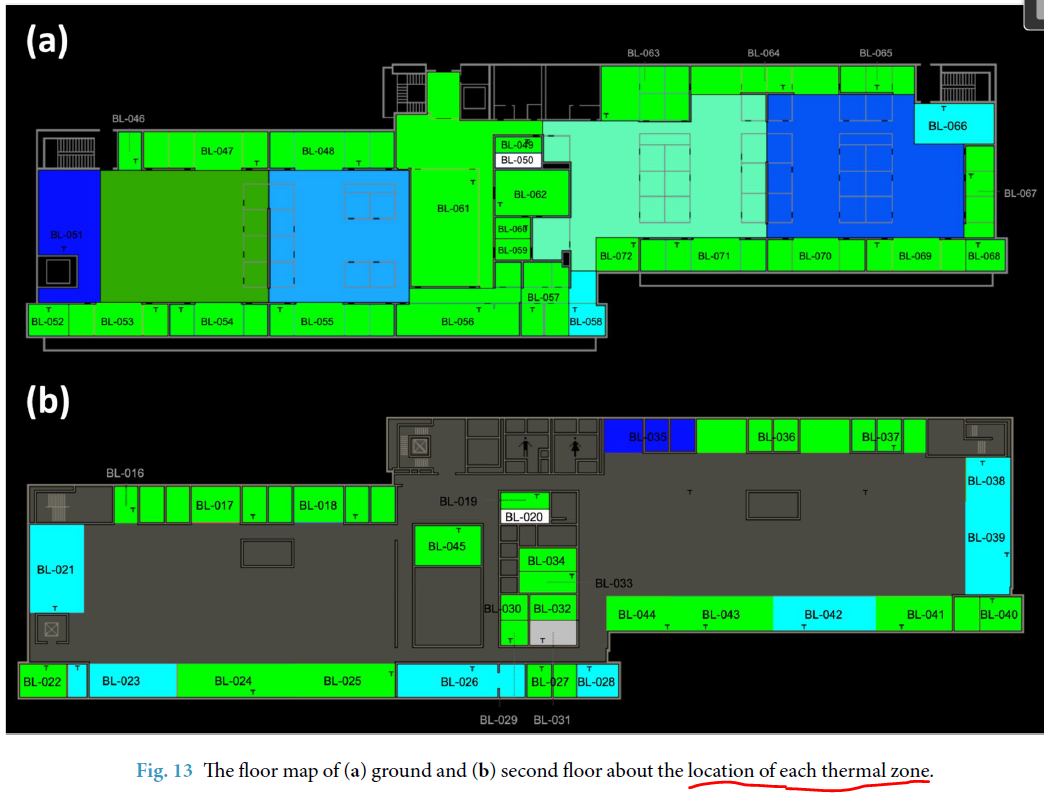 (a)
BL-063 BL-064 BL-065
BL-046
BL-047 BL-048 BL-049 BL-050 BL-066
BL-051 BL-061 BL-062 BL-067
BL-060
BL-059 BL-072 BL-071 BL-070 BL-069 BL-068
BL-057
BL-052 BL-053 BL-054 BL-055 BL-056 BL-058
(b)
BL-035 BL-036 BL-037
BL-016
BL-017 BL-018 BL-019 BL-038
BL-020
BL-045 BL-039
BL-021 BL-034
BL-033
BL-030 BL-032 BL-044 BL-043 BL-042 BL-041 BL-040
BL-022 BL-023 BL-024 BL-025 BL-026 BL-027 BL-028
BL-029 BL-031
Fig. 13 The floor map of (a) ground and (b) second floor about the location of each thermal zone.